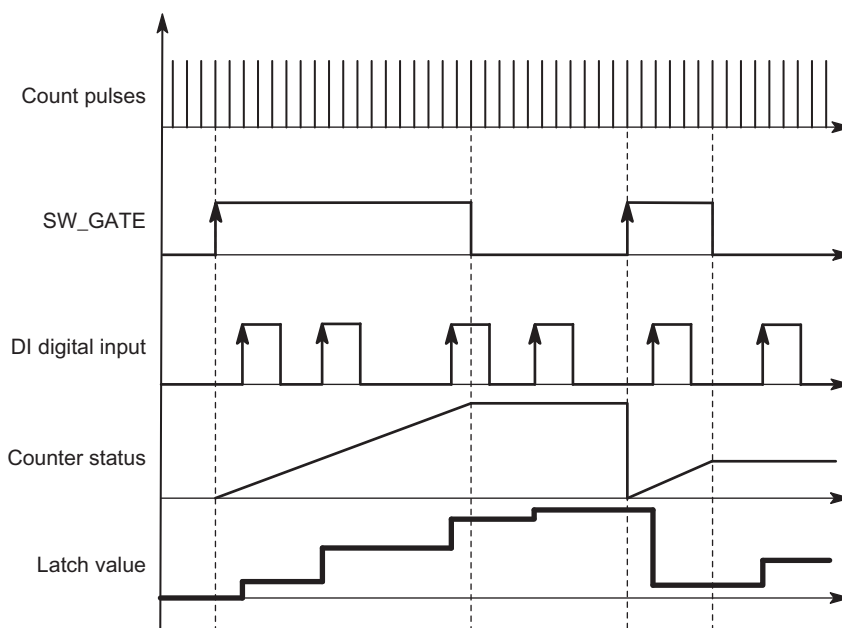 Count pulses
SW_GATE
DI digital input
Counter status
Latch value